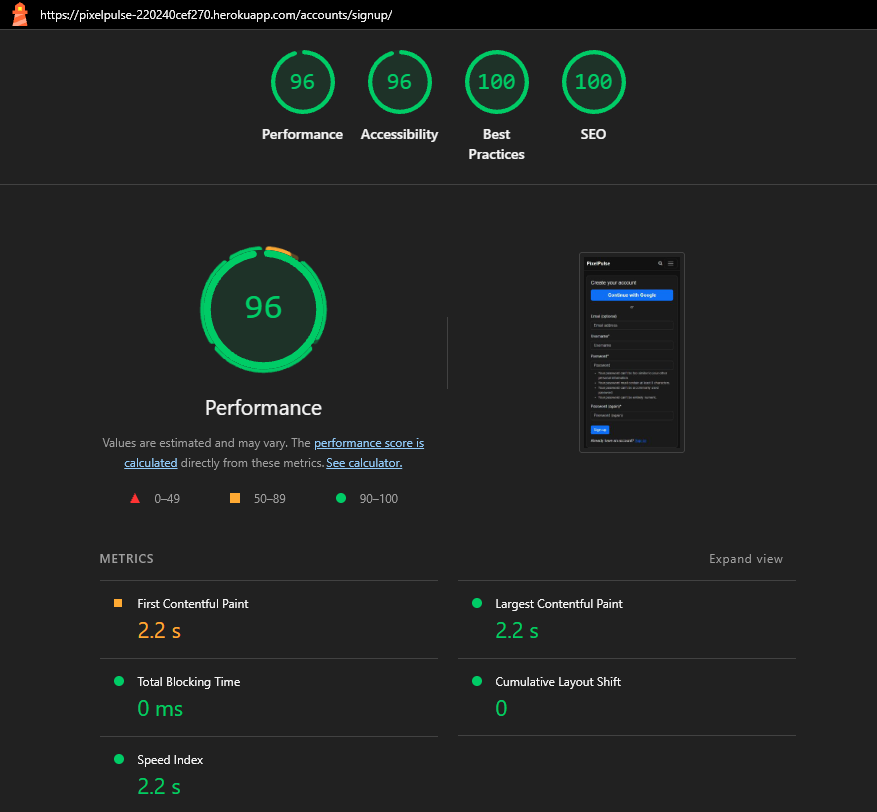 https://pixelpulse-220240cef270.herokuapp.com/accounts/signup/
96
96
100
100
Performance
Accessibility
Best
Practices
SEO
96
Performance
Values are estimated and may vary. The performance score is
calculated directly from these metrics. See calculator.
0–49
50–89
90–100
PixelPulse
Create your account
Continue with Google
Email (optional)
Email address
Username*
Username
Password*
Password
Password (again)*
Password (again)
Sign up
Already have an account? Sign in
METRICS
Expand view
First Contentful Paint
2.2 s
Largest Contentful Paint
2.2 s
Total Blocking Time
0 ms
Cumulative Layout Shift
0
Speed Index
2.2 s